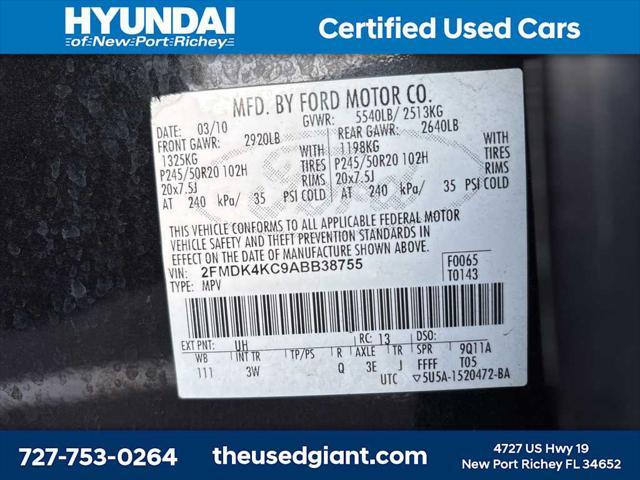 HYUNDAI
of New Port Richey
Certified Used Cars
MFD. BY FORD MOTOR CO.
DATE: 03/10 GVWR: 5540LB/ 2513KG
FRONT GAWR: 2920LB REAR GAWR: 2640LB
1325KG 1198KG
P245/50R20 102H TIRES P245/50R20 102H TIRES
20x7.5J RIMS 20x7.5J RIMS
AT 240 kPa/ 35 PSI COLD AT 240 kPa/ 35 PSI COLD
THIS VEHICLE CONFORMS TO ALL APPLICABLE FEDERAL MOTOR
VEHICLE SAFETY AND THEFT PREVENTION STANDARDS IN
EFFECT ON THE DATE OF MANUFACTURE SHOWN ABOVE.
VIN: 2FMDK4KC9ABB38755 F0065
TYPE: MPV T0143
EXT PNT: UH RC: 13 DSO:
WB INT TR TP/PS R AXLE TR SPR 9Q11A
111 3W Q 3E J FFFF T05
UTC ▽5U5A-1520472-BA
727-753-0264
theusedgiant.com
4727 US Hwy 19
New Port Richey FL 34652